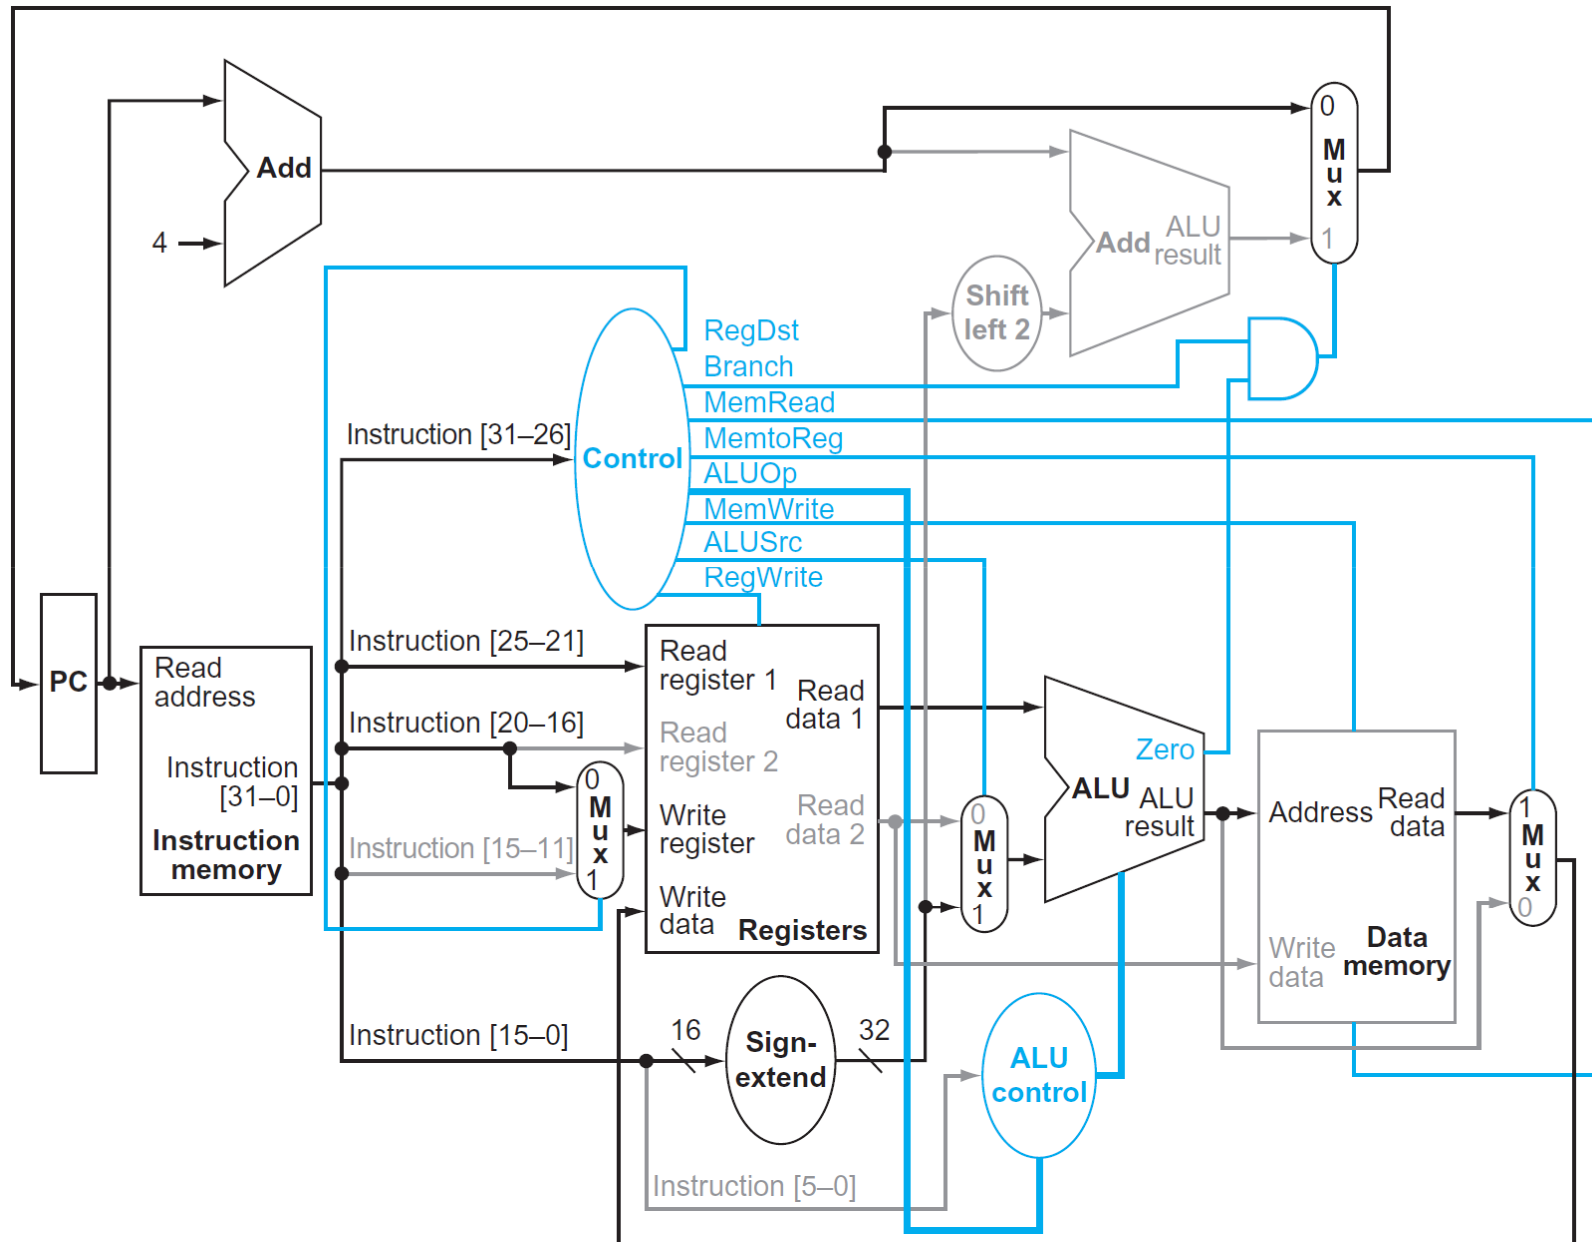 0
M
u
x
1
Add
4
Add
ALU
result
Shift
left 2
RegDst
Branch
MemRead
MemtoReg
ALUOp
MemWrite
ALUSrc
RegWrite
Control
Instruction [31–26]
Instruction [25–21]
Instruction [20–16]
Instruction [15–11]
Instruction [15–0]
Instruction [5–0]
PC
Read
address
Instruction
[31–0]
Instruction
memory
0
M
u
x
1
Read
register 1
Read
register 2
Write
register
Write
data
Read
data 1
Read
data 2
Registers
0
M
u
x
1
Zero
ALU
ALU
result
Address
Read
data
Write
data
Data
memory
1
M
u
x
0
16
Sign-
extend
32
ALU
control